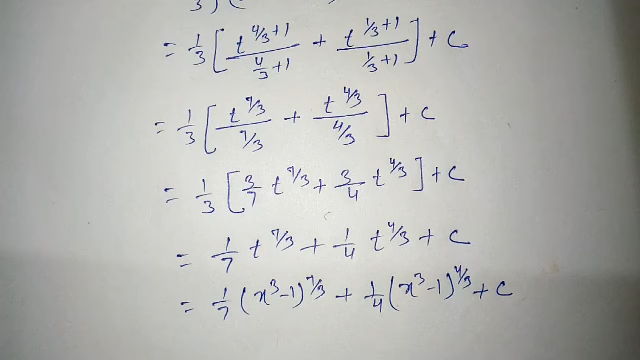 = 1/3 [ t^(4/3+1) / (4/3+1) + t^(1/3+1) / (1/3+1) ] + C
= 1/3 [ t^(7/3) / (7/3) + t^(4/3) / (4/3) ] + C
= 1/3 [ 3/7 t^(7/3) + 3/4 t^(4/3) ] + C
= 1/7 t^(7/3) + 1/4 t^(4/3) + C
= 1/7 (x^3-1)^(7/3) + 1/4 (x^3-1)^(4/3) + C